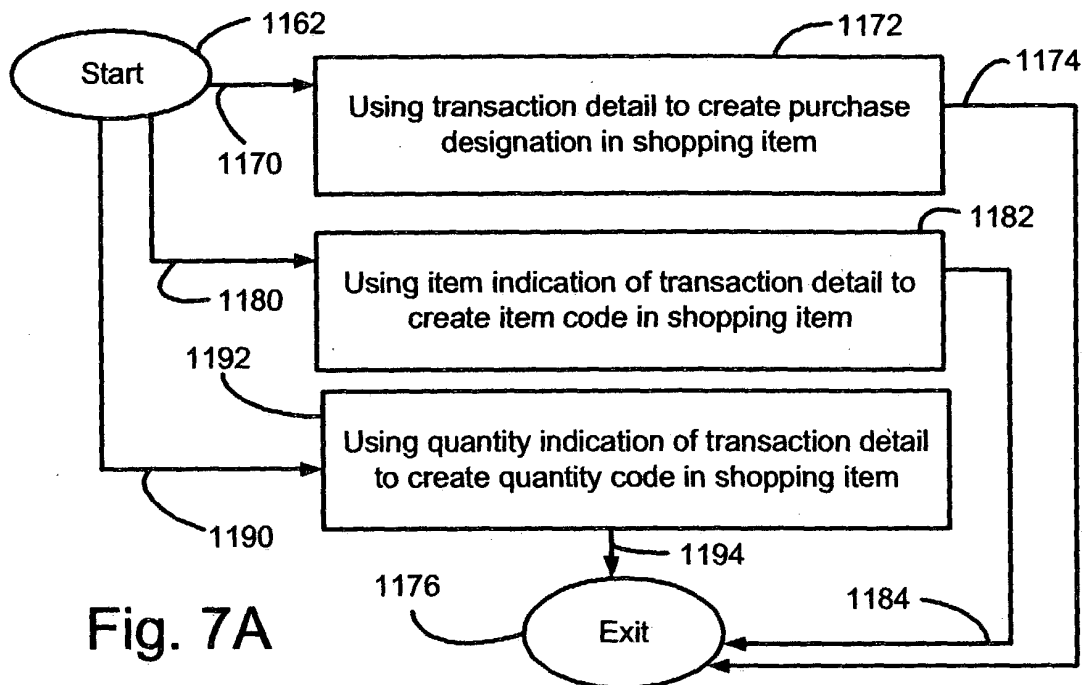 1162
Start
1172
1174
Using transaction detail to create purchase
designation in shopping item
1170
1182
Using item indication of transaction detail to
create item code in shopping item
1180
1192
Using quantity indication of transaction detail
to create quantity code in shopping item
1190
1194
1176
Exit
1184
Fig. 7A